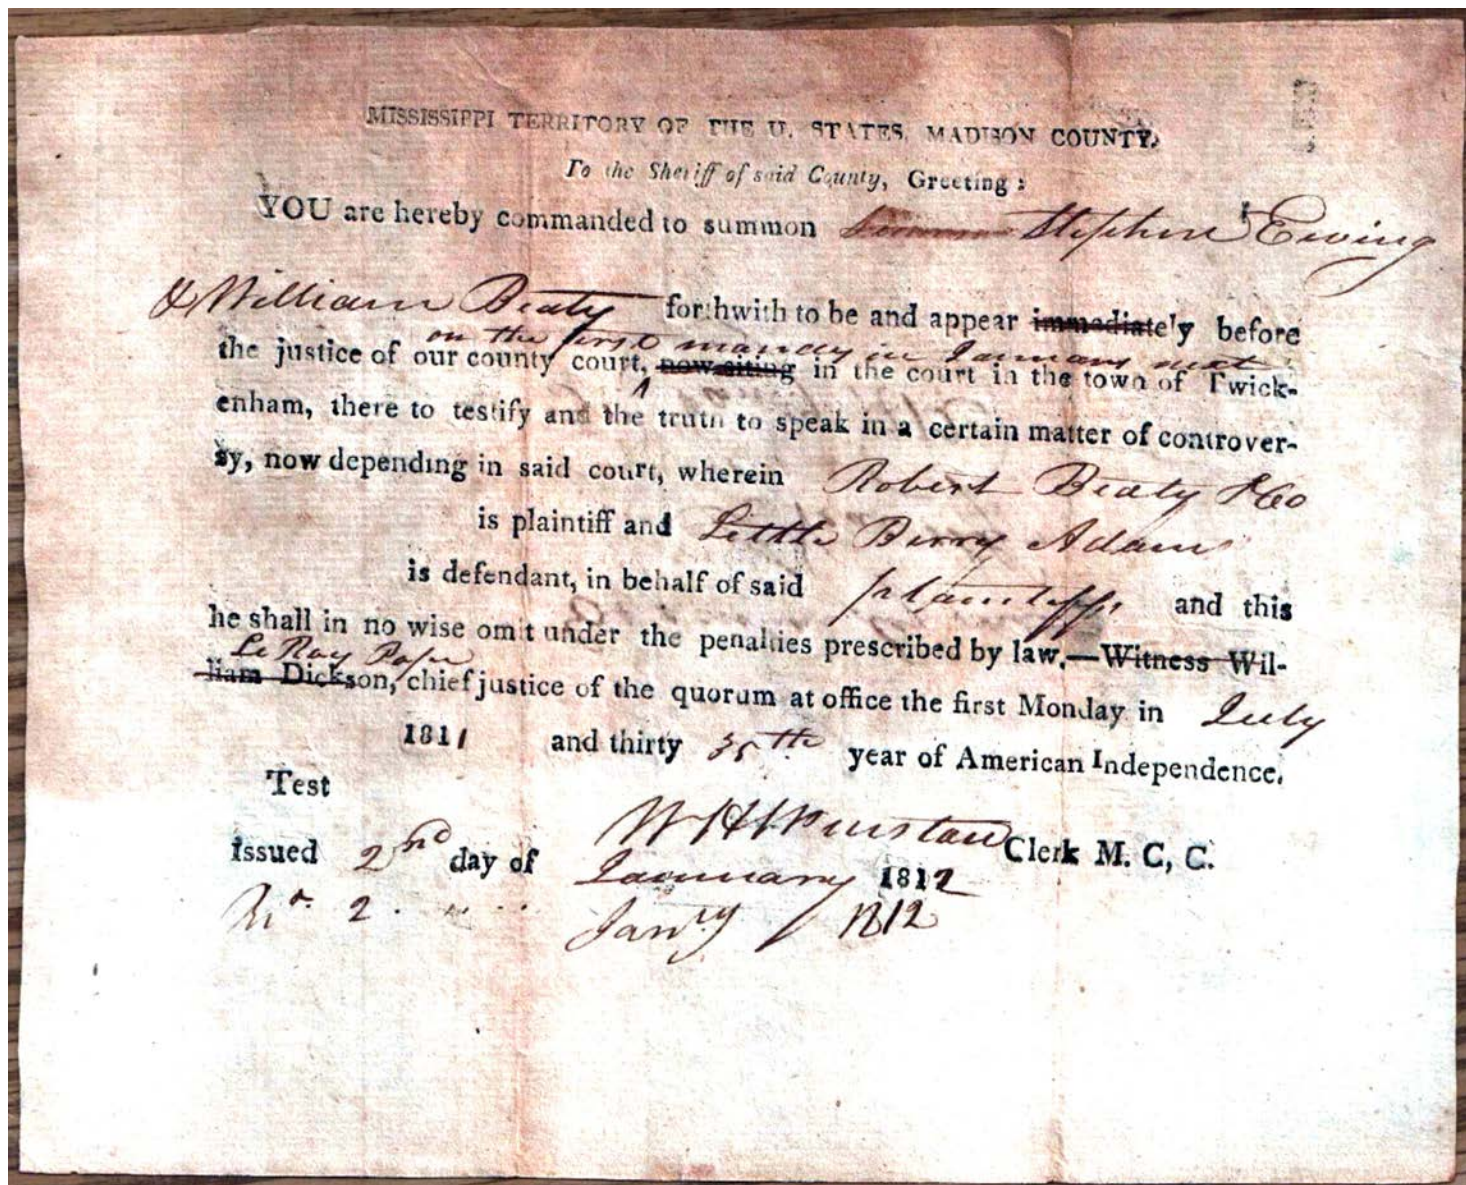 MISSISSIPPI TERRITORY OF THE U. STATES, MADISON COUNTY,
To the Sheriff of said County, Greeting:
YOU are hereby commanded to summon Stephen S Ewing
& William Beaty forthwith to be and appear immediately before
on the first monday in January next
the justice of our county court, ^ now siting in the court in the town of Twick-
enham, there to testify and the truth to speak in a certain matter of controver-
sy, now depending in said court, wherein Robert Beaty & Co
is plaintiff and Little Berry Adams
is defendant, in behalf of said plaintiff, and this
he shall in no wise omit under the penalties prescribed by law.—Witness Wil-
LeRoy Pope
liam Dickson, chief justice of the quorum at office the first Monday in July
1811 and thirty 35th year of American Independence.
Test
W H Winston Clerk M. C, C.
Issued 2nd day of January 1812
2 " " Jany 1812